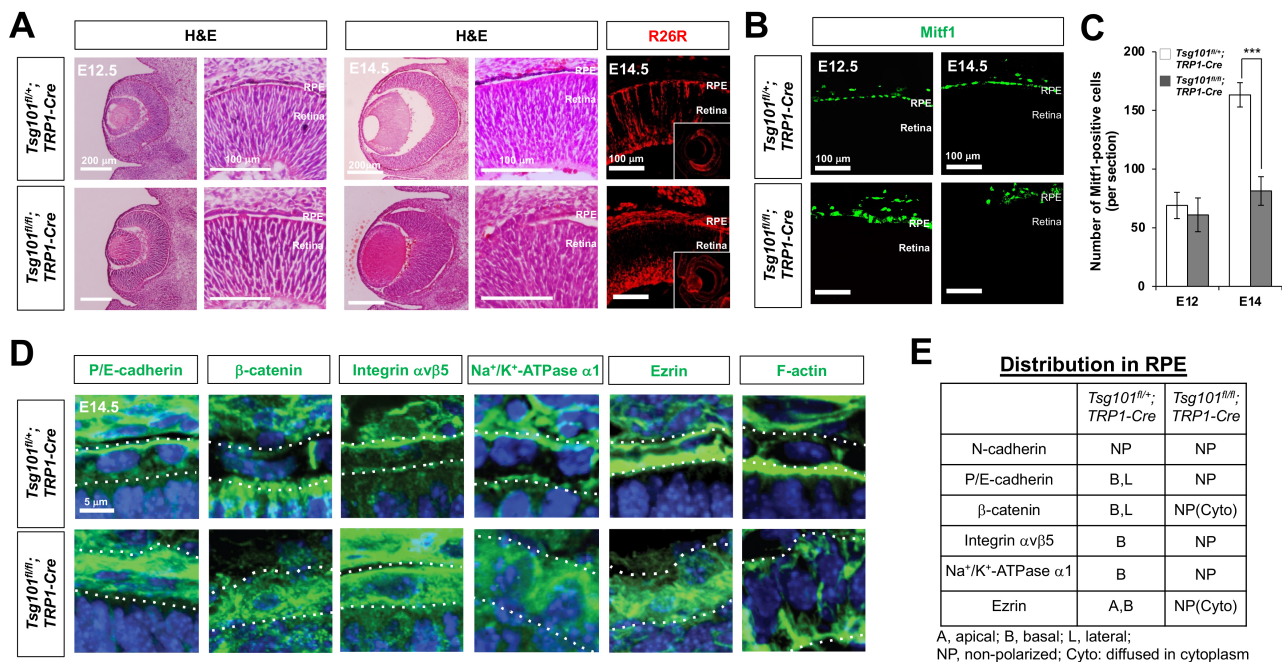 A
H&E
H&E
R26R
Tsg101fl/+;
TRP1-Cre
E12.5
200 µm
RPE
Retina
100 µm
E14.5
200 µm
RPE
Retina
100 µm
E14.5
RPE
Retina
100 µm
Tsg101fl/fl;
TRP1-Cre
RPE
Retina
RPE
Retina
RPE
Retina
B
Mitf1
Tsg101fl/+;
TRP1-Cre
E12.5
RPE
Retina
100 µm
E14.5
RPE
Retina
100 µm
Tsg101fl/fl;
TRP1-Cre
RPE
Retina
RPE
Retina
C
Number of Mitf1-positive cells
(per section)
200
150
100
50
0
Tsg101fl/+;
TRP1-Cre
Tsg101fl/fl;
TRP1-Cre
***
E12
E14
D
P/E-cadherin
β-catenin
Integrin αvβ5
Na+/K+-ATPase α1
Ezrin
F-actin
Tsg101fl/+;
TRP1-Cre
E14.5
5 µm
Tsg101fl/fl;
TRP1-Cre
E
Distribution in RPE
Tsg101fl/+; Tsg101fl/fl;
TRP1-Cre TRP1-Cre
N-cadherin NP NP
P/E-cadherin B,L NP
β-catenin B,L NP(Cyto)
Integrin αvβ5 B NP
Na+/K+-ATPase α1 B NP
Ezrin A,B NP(Cyto)
A, apical; B, basal; L, lateral;
NP, non-polarized; Cyto: diffused in cytoplasm